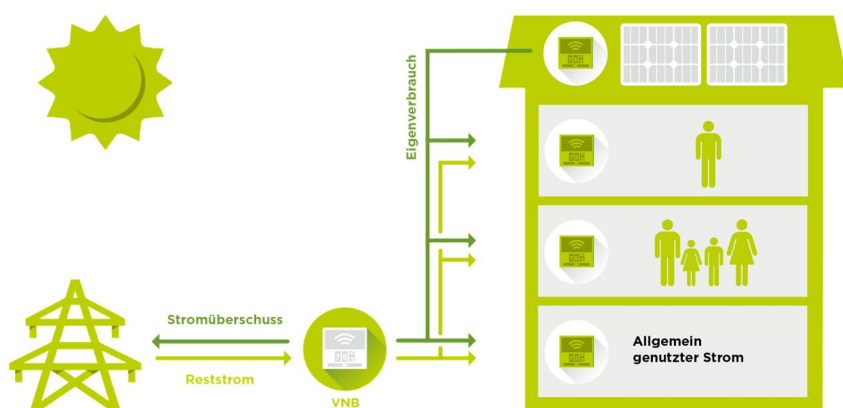 Eigenverbrauch
Stromüberschuss
Reststrom
VNB
Allgemein
genutzter Strom